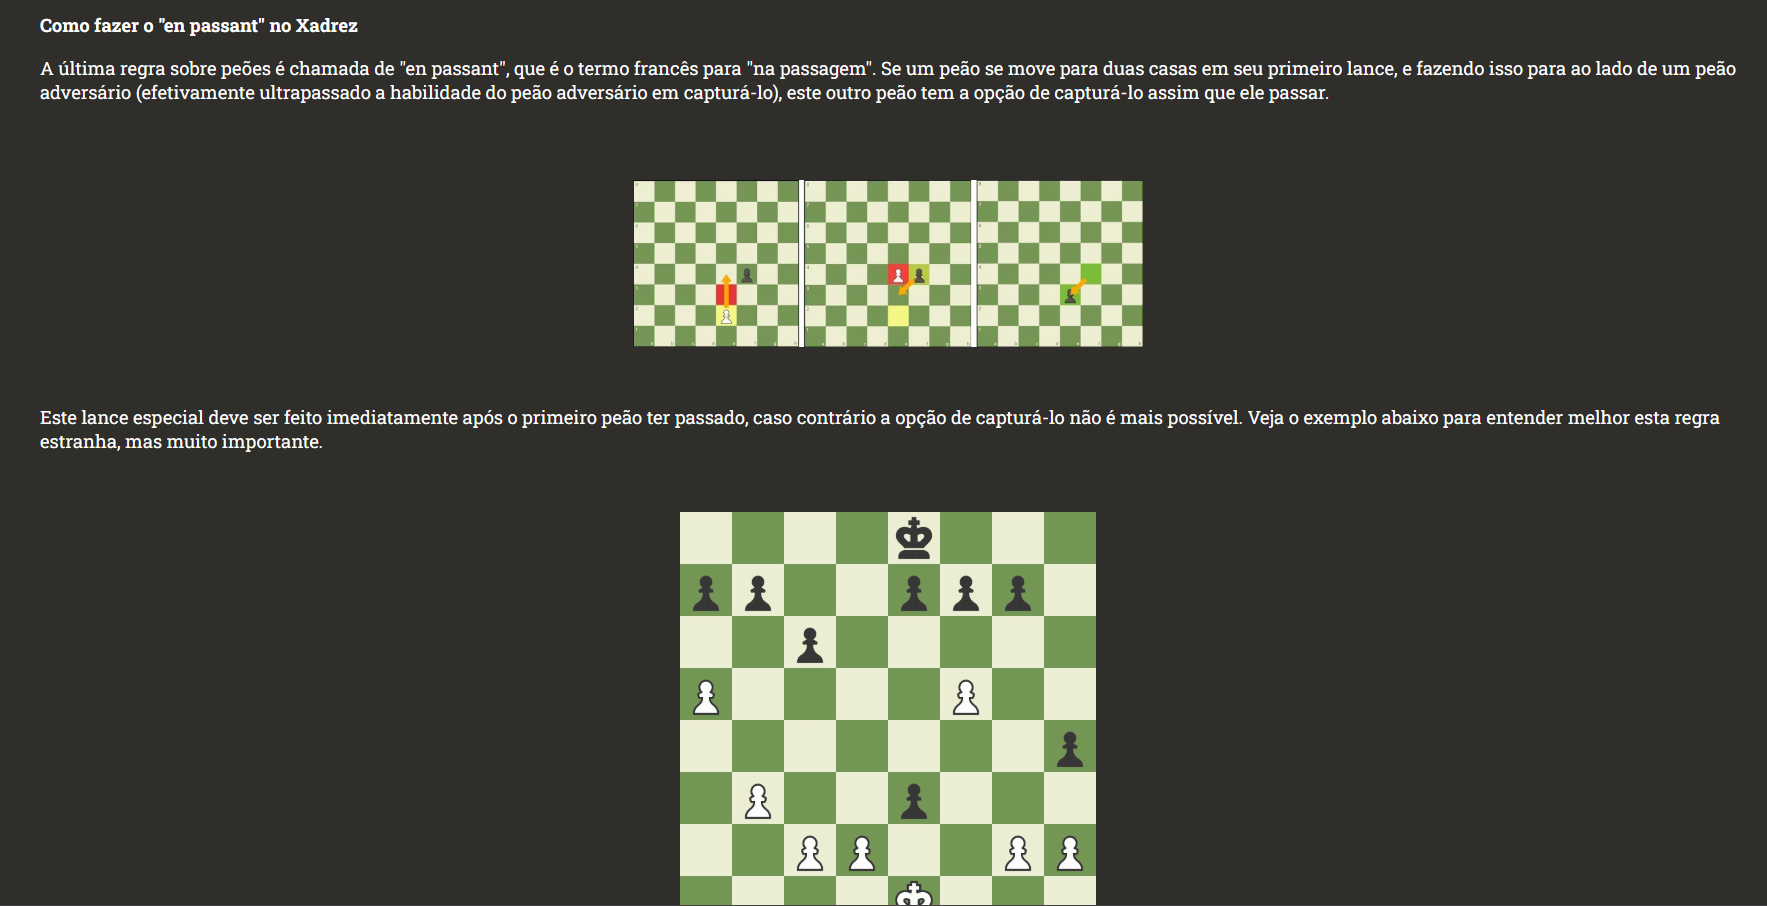 Como fazer o "en passant" no Xadrez
A última regra sobre peões é chamada de "en passant", que é o termo francês para "na passagem". Se um peão se move para duas casas em seu primeiro lance, e fazendo isso para ao lado de um peão
adversário (efetivamente ultrapassado a habilidade do peão adversário em capturá-lo), este outro peão tem a opção de capturá-lo assim que ele passar.
Este lance especial deve ser feito imediatamente após o primeiro peão ter passado, caso contrário a opção de capturá-lo não é mais possível. Veja o exemplo abaixo para entender melhor esta regra
estranha, mas muito importante.